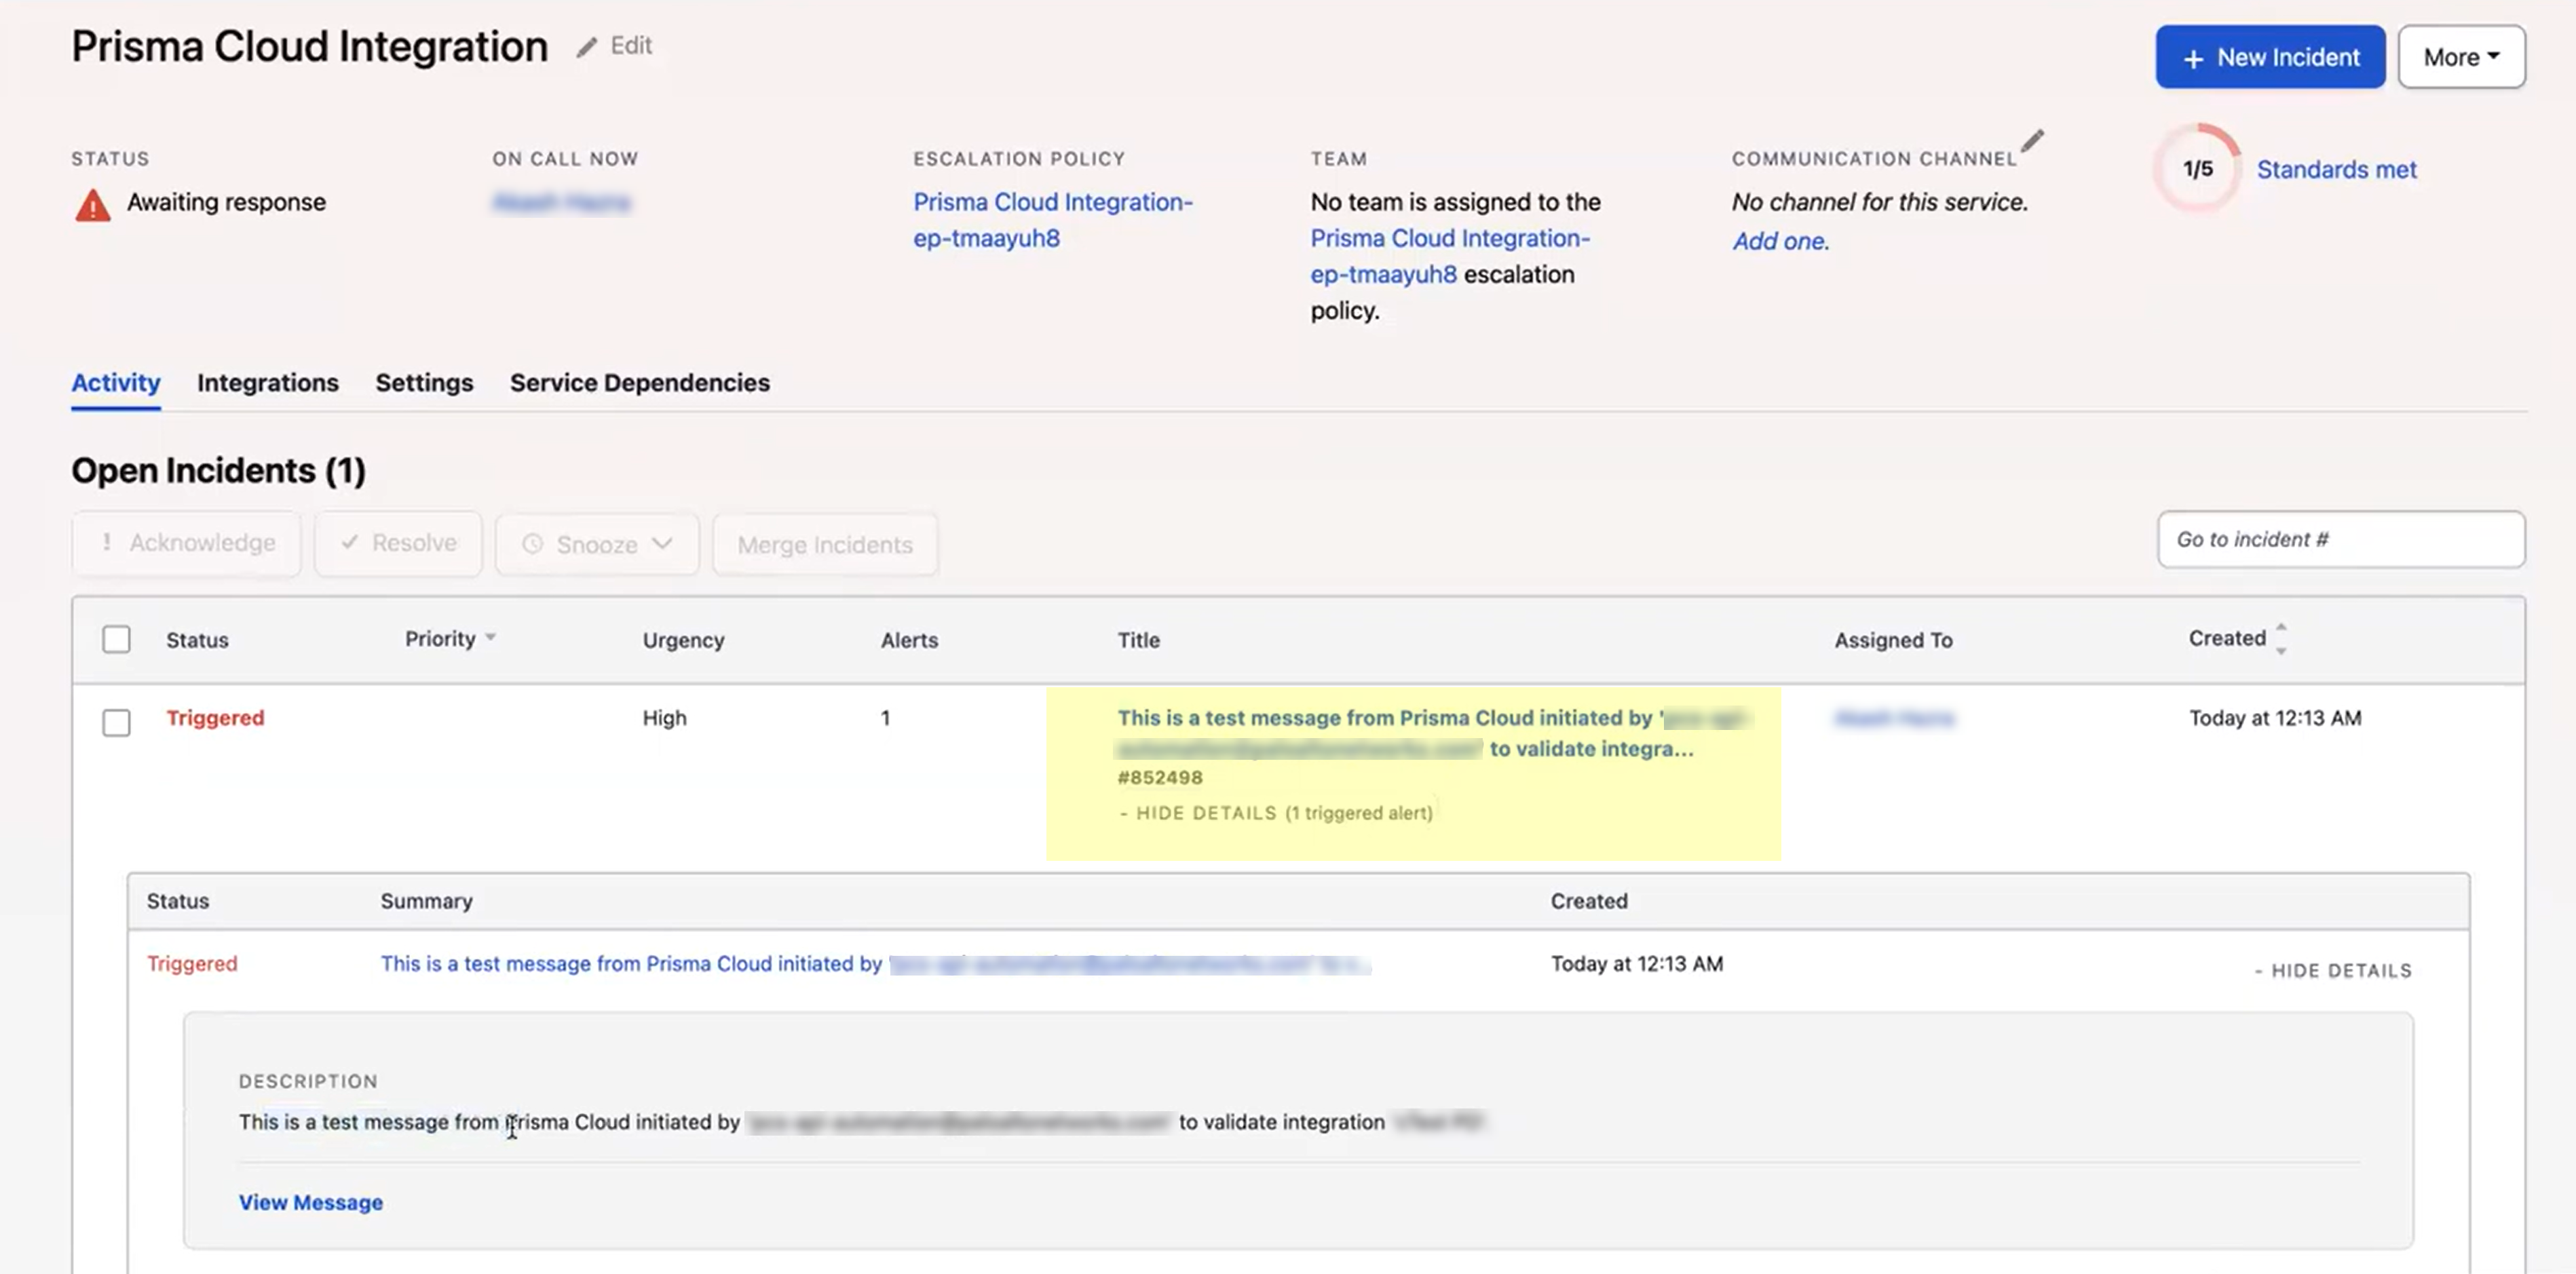 Prisma Cloud Integration Edit
+ New Incident
More
STATUS
Awaiting response
ON CALL NOW
ESCALATION POLICY
Prisma Cloud Integration-
ep-tmaayuh8
TEAM
No team is assigned to the
Prisma Cloud Integration-
ep-tmaayuh8 escalation
policy.
COMMUNICATION CHANNEL
No channel for this service.
Add one.
1/5 Standards met
Activity Integrations Settings Service Dependencies
Open Incidents (1)
! Acknowledge Resolve Snooze Merge Incidents
Go to incident #
Status Priority Urgency Alerts Title Assigned To Created
Triggered High 1 This is a test message from Prisma Cloud initiated by ' Today at 12:13 AM
to validate integra...
#852498
- HIDE DETAILS (1 triggered alert)
Status Summary Created
Triggered This is a test message from Prisma Cloud initiated by Today at 12:13 AM - HIDE DETAILS
DESCRIPTION
This is a test message from Prisma Cloud initiated by to validate integration
View Message